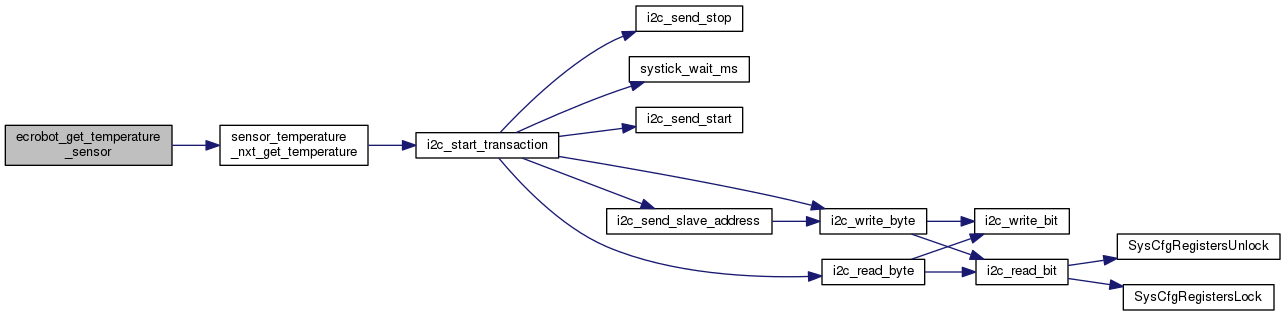 ecrobot_get_temperature
_sensor
sensor_temperature
_nxt_get_temperature
i2c_start_transaction
i2c_send_stop
systick_wait_ms
i2c_send_start
i2c_send_slave_address
i2c_write_byte
i2c_read_byte
i2c_write_bit
i2c_read_bit
SysCfgRegistersUnlock
SysCfgRegistersLock